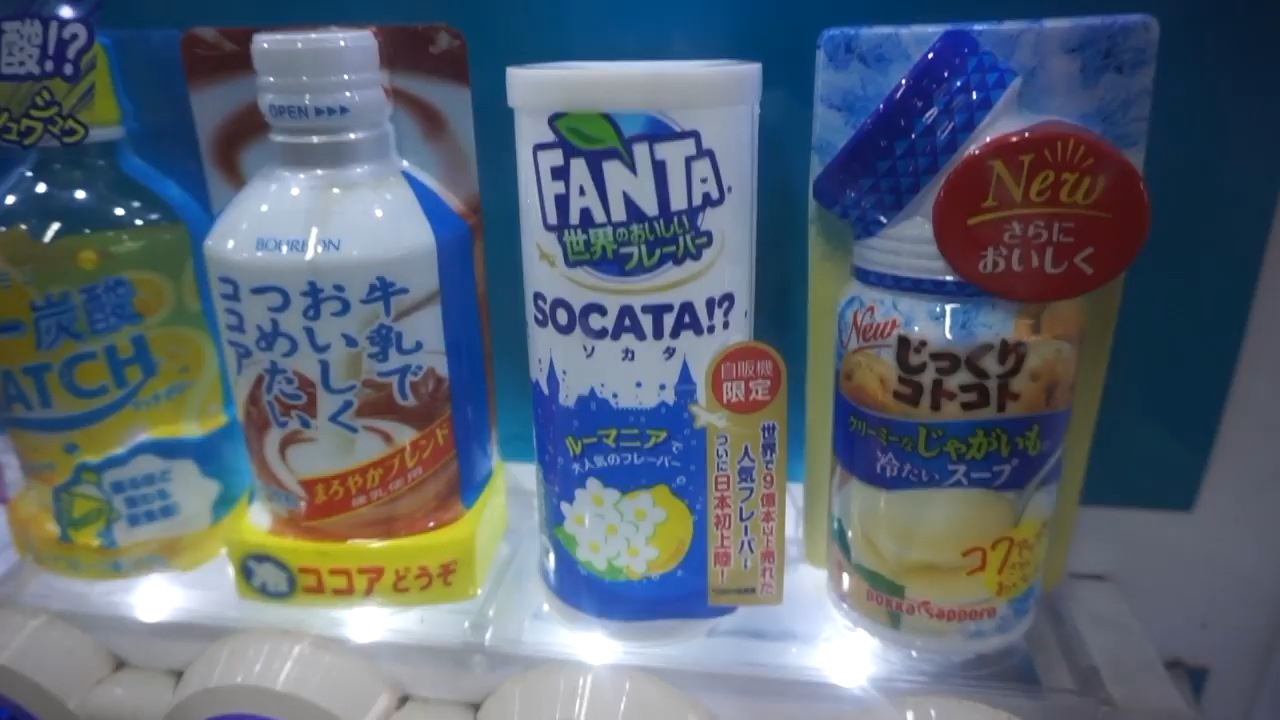 酸!?
ー炭酸
ATCH
OPEN
BOURBON
牛乳で
おいしく
つめたい
ココア
まろやかブレンド
ココアどうぞ
FANTA
世界のおいしい
フレーバー
SOCATA!?
ソカタ
自販機
限定
ルーマニア
大人気のフレーバー
世界で9億本以上売れた
人気フレーバー
ついに日本初上陸!
New
さらに
おいしく
New
じっくり
コトコト
クリーミーなじゃがいもの
冷たいスープ
コク
pokka sapporo